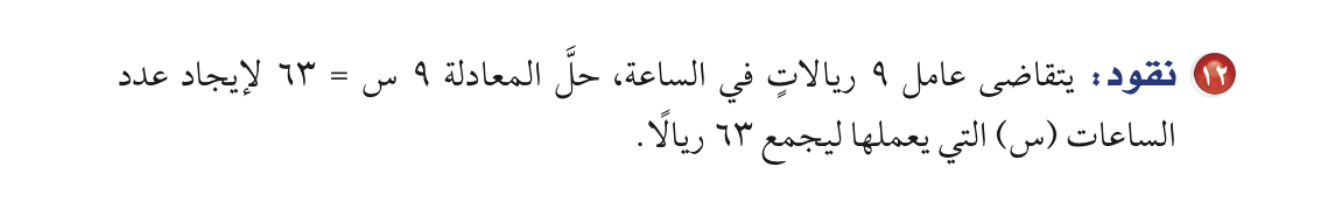 ١٢ نقود: يتقاضى عامل ٩ ريالاتٍ في الساعة، حلَّ المعادلة ٩ س = ٦٣ لإيجاد عدد
الساعات (س) التي يعملها ليجمع ٦٣ ريالًا.